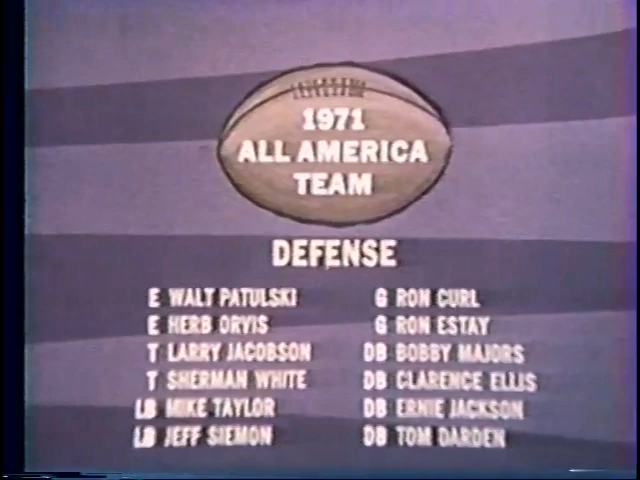 1971
ALL AMERICA
TEAM
DEFENSE
E WALT PATULSKI
E HERB ORVIS
T LARRY JACOBSON
T SHERMAN WHITE
LB MIKE TAYLOR
LB JEFF SIEMON
G RON CURL
G RON ESTAY
DB BOBBY MAJORS
DB CLARENCE ELLIS
DB ERNIE JACKSON
DB TOM DARDEN